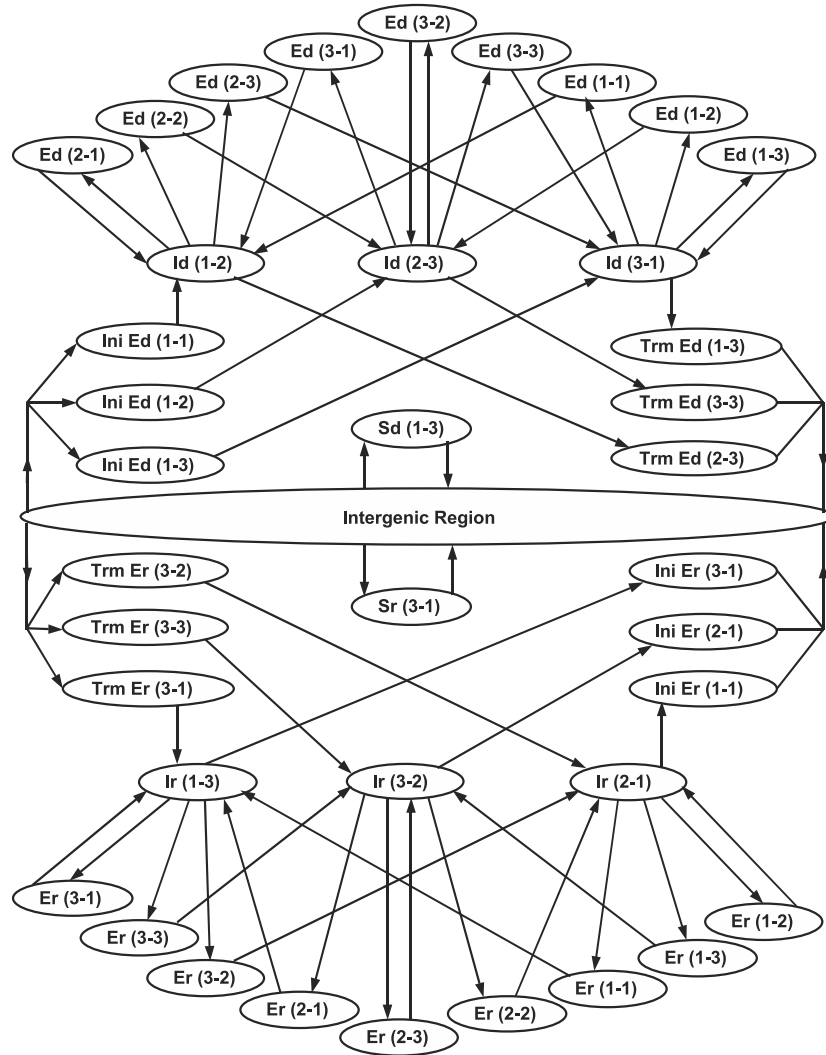 Ed (3-2)
Ed (3-1)
Ed (3-3)
Ed (2-3)
Ed (1-1)
Ed (2-2)
Ed (1-2)
Ed (2-1)
Ed (1-3)
Id (1-2)
Id (2-3)
Id (3-1)
Ini Ed (1-1)
Trm Ed (1-3)
Ini Ed (1-2)
Trm Ed (3-3)
Sd (1-3)
Ini Ed (1-3)
Trm Ed (2-3)
Intergenic Region
Trm Er (3-2)
Ini Er (3-1)
Sr (3-1)
Trm Er (3-3)
Ini Er (2-1)
Trm Er (3-1)
Ini Er (1-1)
Ir (1-3)
Ir (3-2)
Ir (2-1)
Er (3-1)
Er (1-2)
Er (3-3)
Er (1-3)
Er (3-2)
Er (1-1)
Er (2-1)
Er (2-2)
Er (2-3)